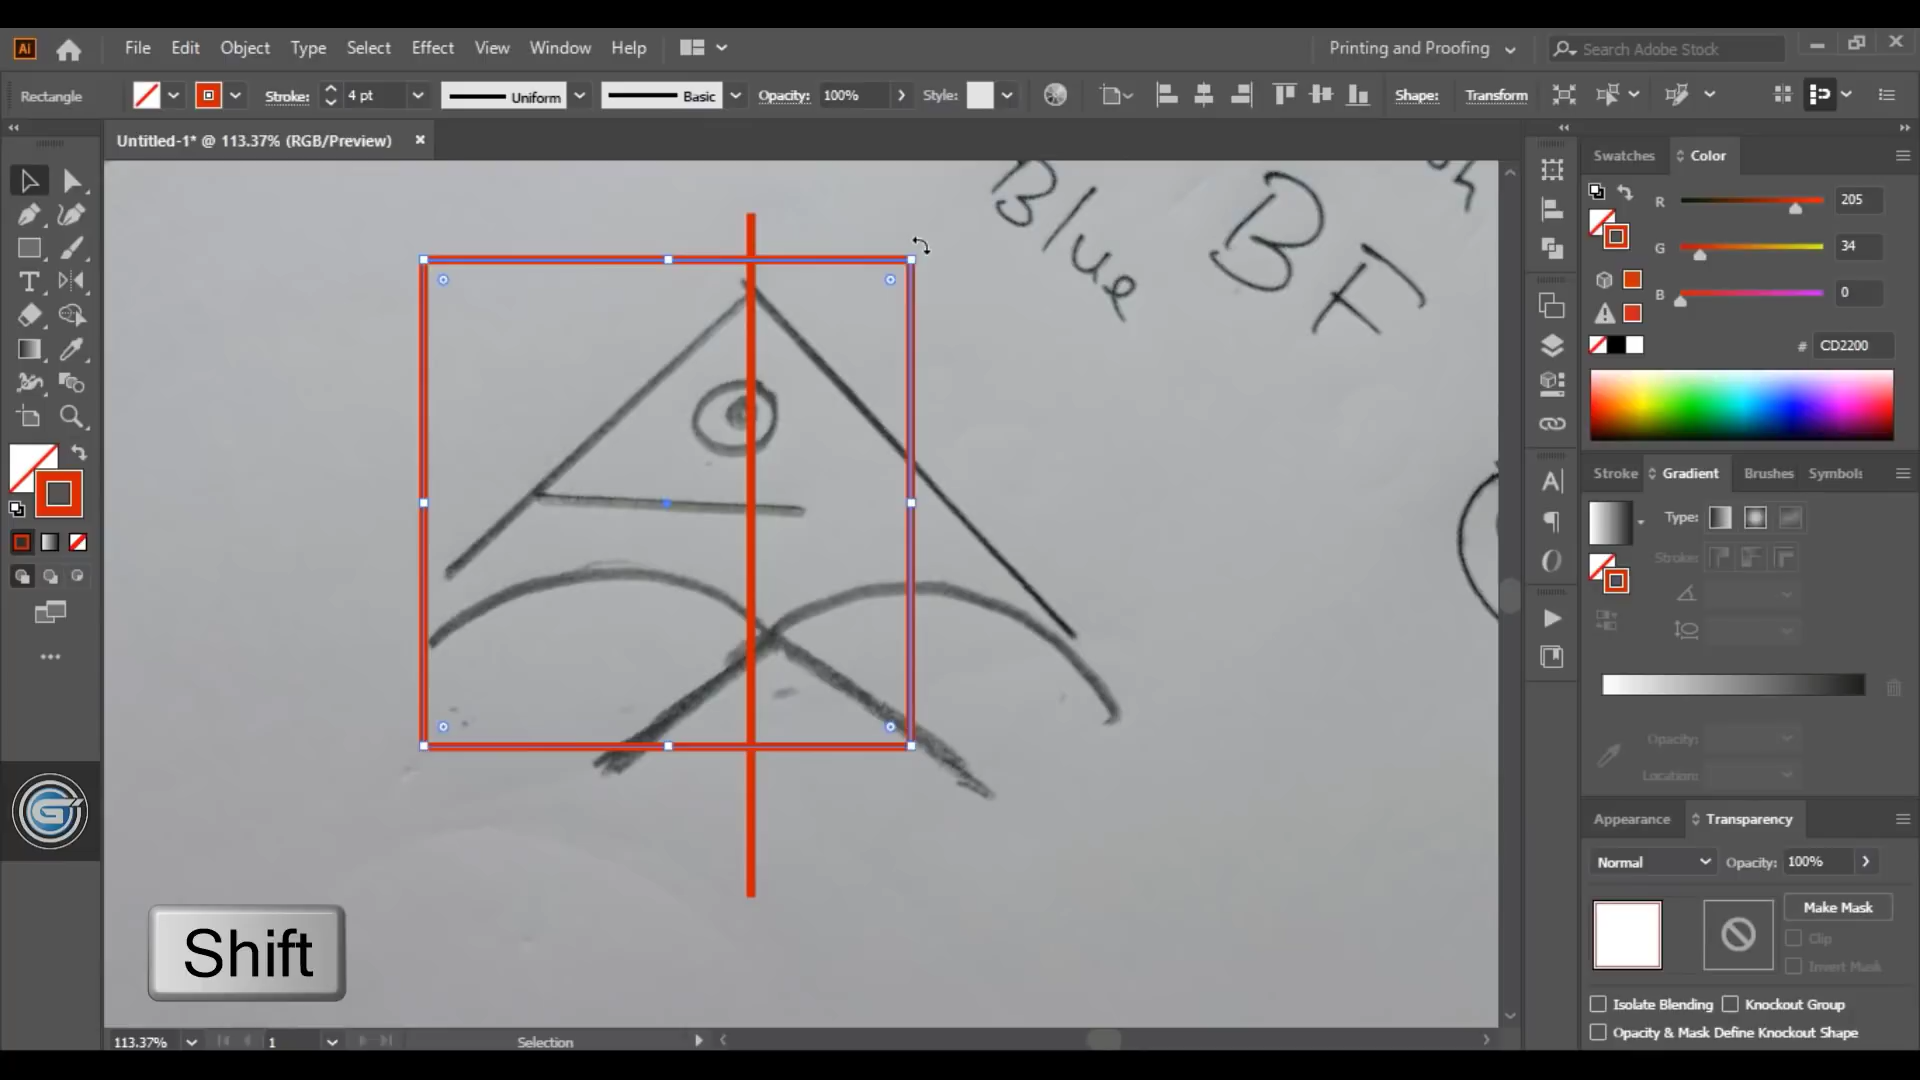 Ai File Edit Object Type Select Effect View Window Help Printing and Proofing Search Adobe Stock
Rectangle Stroke: 4 pt Uniform Basic Opacity: 100% Style: Shape: Transform
Untitled-1* @ 113.37% (RGB/Preview)
Swatches Color
R 205
G 34
B 0
# CD2200
Blue BF
Stroke Gradient Brushes Symbols
Type:
Stroke:
Opacity:
Location:
Appearance Transparency
Normal Opacity: 100%
Make Mask
Clip
Invert Mask
Isolate Blending Knockout Group
Opacity & Mask Define Knockout Shape
Shift
113.37% 1 Selection